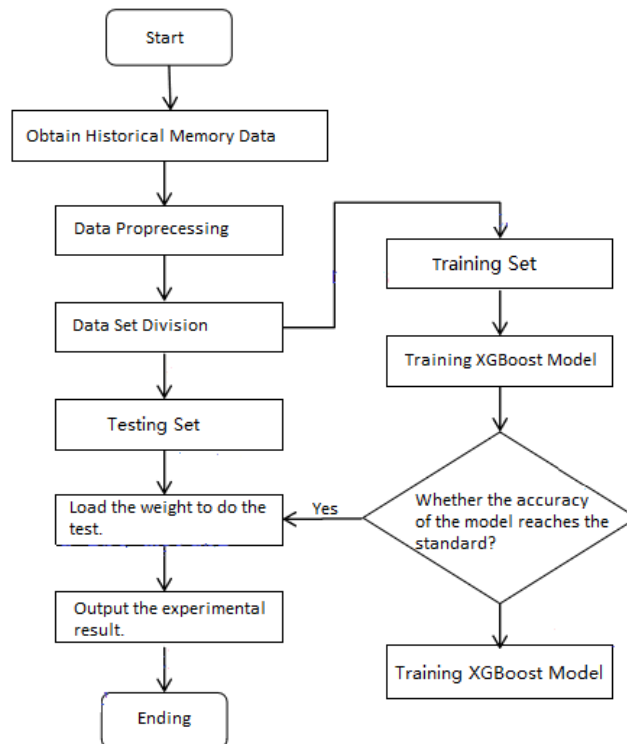 Start
Obtain Historical Memory Data
Data Proprecessing
Data Set Division
Testing Set
Load the weight to do the
test.
Output the experimental
result.
Ending
Training Set
Training XGBoost Model
Whether the accuracy
of the model reaches the
standard?
Yes
Training XGBoost Model